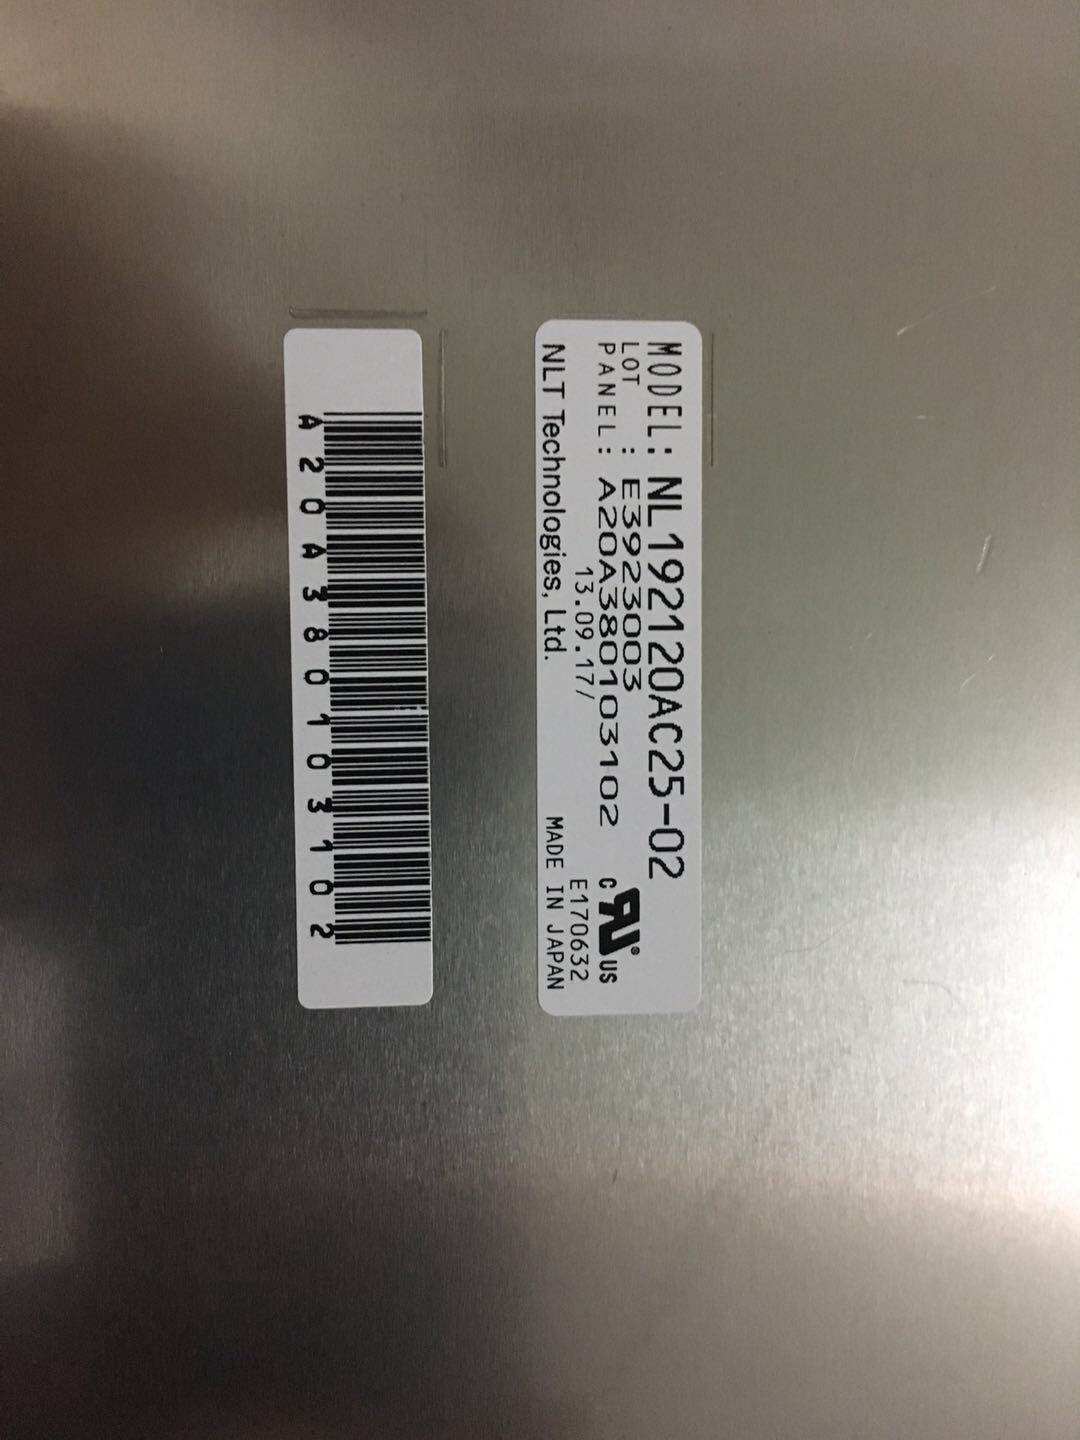 MODEL: NL192120AC25-02
LOT : E3923003
PANEL: A20A380103102
13.09.17/
NLT Technologies, Ltd.
c RU® US
E170632
MADE IN JAPAN
A20A380103102